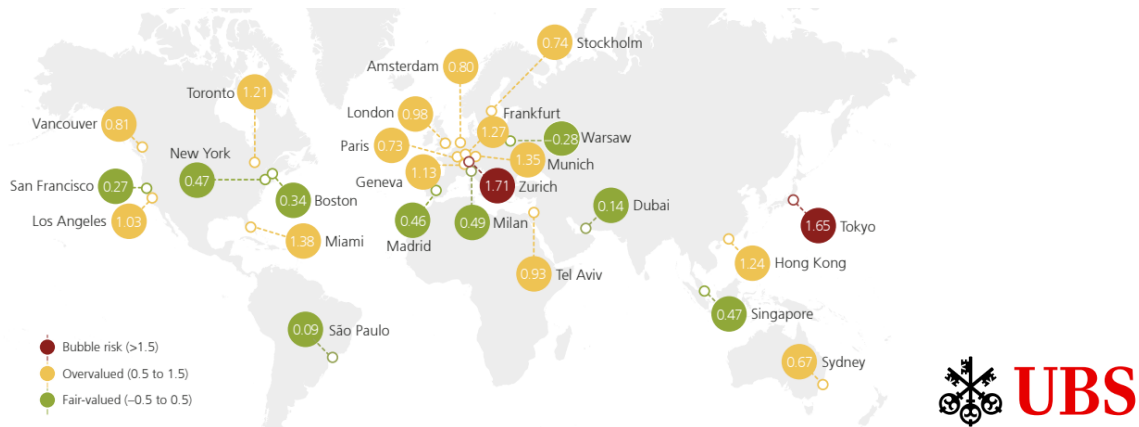 0.74 Stockholm
Amsterdam 0.80
Toronto 1.21
London 0.98
Frankfurt
1.27
Vancouver 0.81
–0.28 Warsaw
Paris 0.73
New York
0.47
1.35 Munich
Geneva 1.13
San Francisco 0.27
1.71 Zurich
0.34 Boston
0.14 Dubai
Los Angeles 1.03
0.46
Madrid
0.49 Milan
1.65 Tokyo
1.38 Miami
1.24 Hong Kong
0.93 Tel Aviv
0.47
Singapore
0.09 São Paulo
Bubble risk (>1.5)
0.67 Sydney
Overvalued (0.5 to 1.5)
Fair-valued (–0.5 to 0.5)
UBS